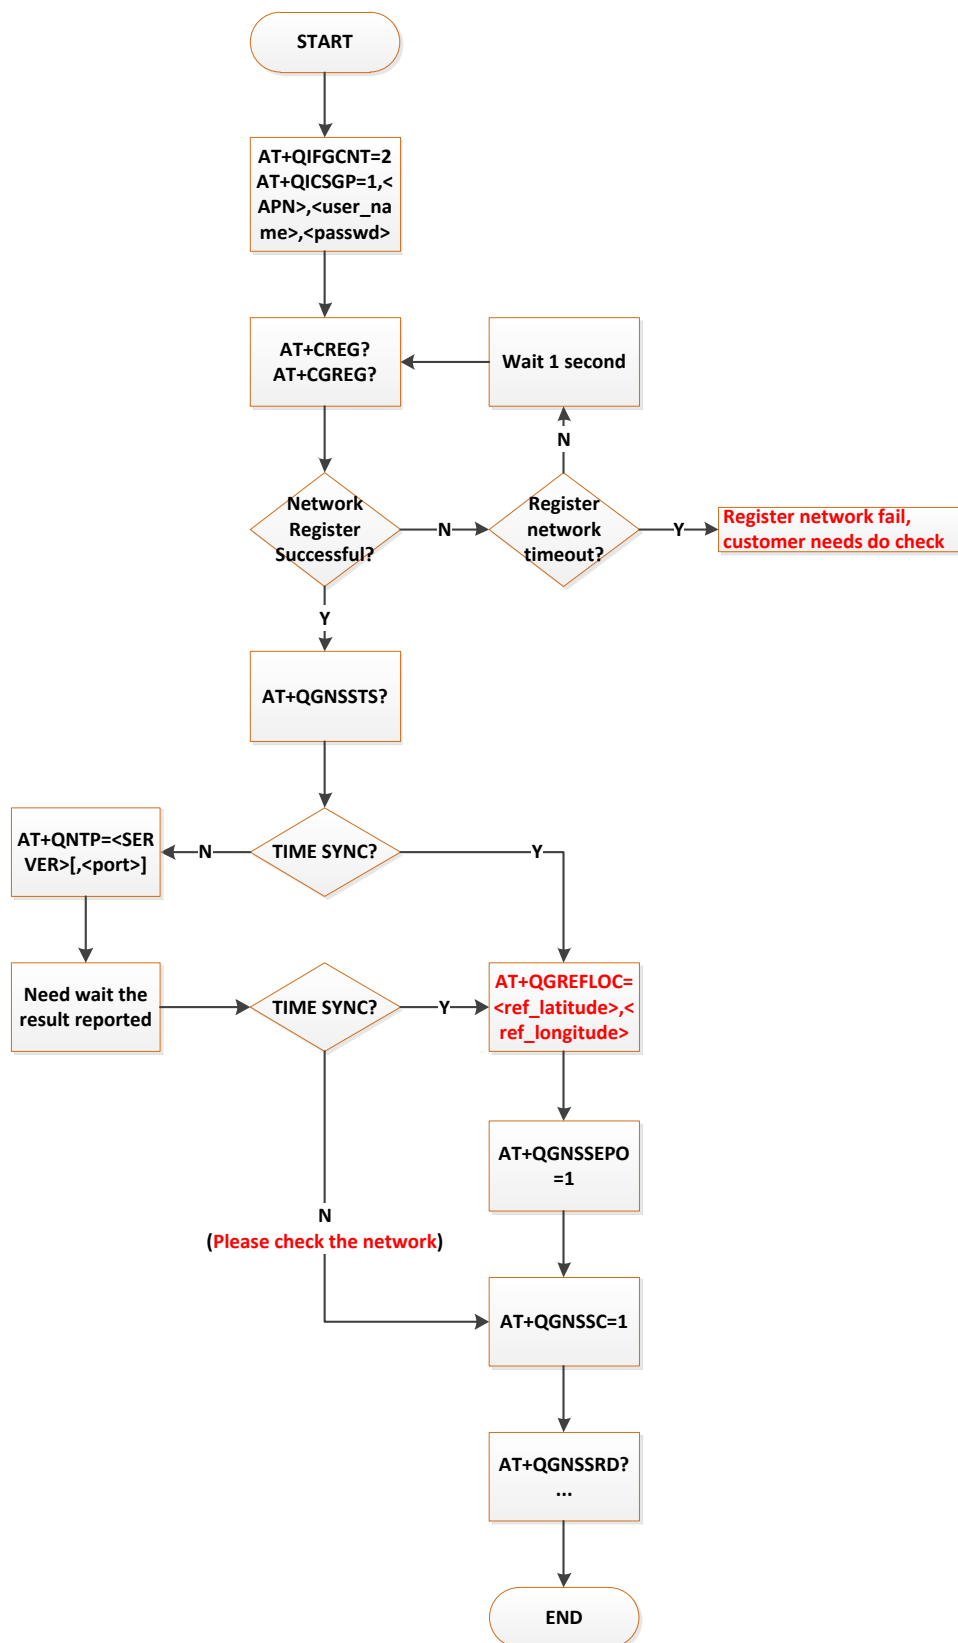 START
AT+QIFGCNT=2
AT+QICSGP=1,<
APN>,<user_na
me>,<passwd>
AT+CREG?
AT+CGREG?
Wait 1 second
N
Network
Register
Successful?
N
Register
network
timeout?
Y
Register network fail,
customer needs do check
Y
AT+QGNSSTS?
AT+QNTP=<SER
VER>[,<port>]
N
TIME SYNC?
Y
Need wait the
result reported
TIME SYNC?
Y
AT+QGREFLOC=
<ref_latitude>,<
ref_longitude>
AT+QGNSSEPO
=1
N
(Please check the network)
AT+QGNSSC=1
AT+QGNSSRD?
...
END